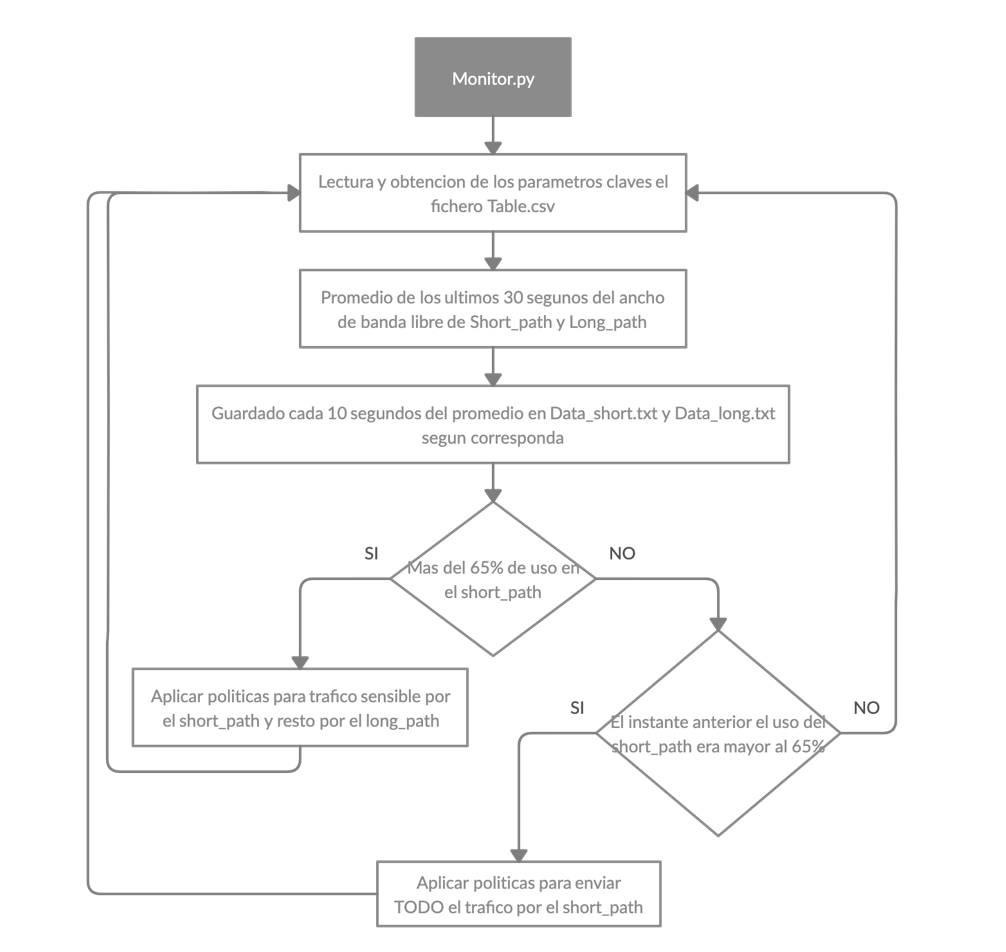 Monitor.py
Lectura y obtencion de los parametros claves el
fichero Table.csv
Promedio de los ultimos 30 segunos del ancho
de banda libre de Short_path y Long_path
Guardado cada 10 segundos del promedio en Data_short.txt y Data_long.txt
segun corresponda
SI
NO
Mas del 65% de uso en
el short_path
Aplicar politicas para trafico sensible por
el short_path y resto por el long_path
SI
NO
El instante anterior el uso del
short_path era mayor al 65%
Aplicar politicas para enviar
TODO el trafico por el short_path